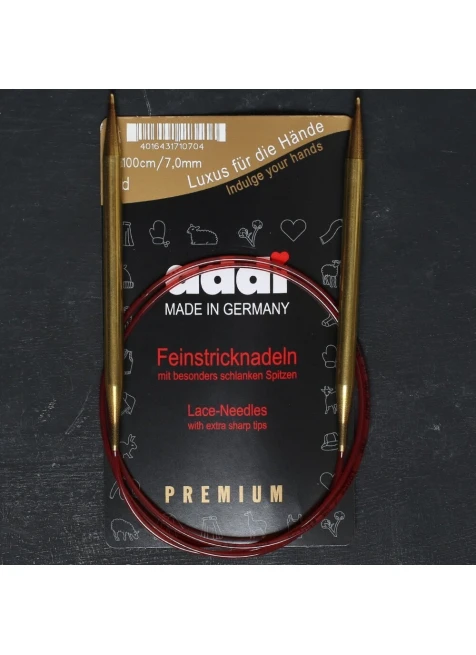 4016431710704
100cm/7,0mm
d
Luxus für die Hände
Indulge your hands
addi
MADE IN GERMANY
Feinstricknadeln
mit besonders schlanken Spitzen
Lace-Needles
with extra sharp tips
PREMIUM